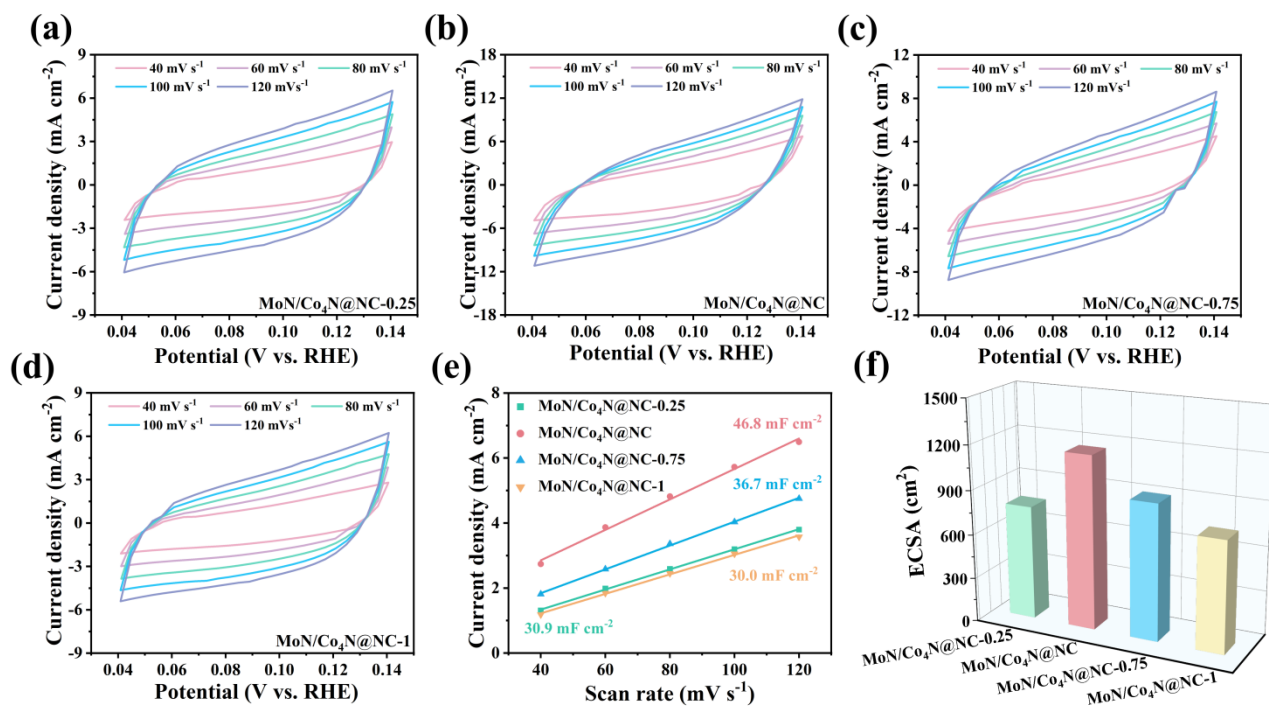 (a)
9
6
3
0
-3
-6
-9
Current density (mA cm⁻²)
40 mV s⁻¹ 60 mV s⁻¹ 80 mV s⁻¹
100 mV s⁻¹ 120 mVs⁻¹
MoN/Co₄N@NC-0.25
0.04 0.06 0.08 0.10 0.12 0.14
Potential (V vs. RHE)
(b)
18
12
6
0
-6
-12
-18
Current density (mA cm⁻²)
40 mV s⁻¹ 60 mV s⁻¹ 80 mV s⁻¹
100 mV s⁻¹ 120 mVs⁻¹
MoN/Co₄N@NC
0.04 0.06 0.08 0.10 0.12 0.14
Potential (V vs. RHE)
(c)
12
8
4
0
-4
-8
-12
Current density (mA cm⁻²)
40 mV s⁻¹ 60 mV s⁻¹ 80 mV s⁻¹
100 mV s⁻¹ 120 mVs⁻¹
MoN/Co₄N@NC-0.75
0.04 0.06 0.08 0.10 0.12 0.14
Potential (V vs. RHE)
(d)
9
6
3
0
-3
-6
-9
Current density (mA cm⁻²)
40 mV s⁻¹ 60 mV s⁻¹ 80 mV s⁻¹
100 mV s⁻¹ 120 mVs⁻¹
MoN/Co₄N@NC-1
0.04 0.06 0.08 0.10 0.12 0.14
Potential (V vs. RHE)
(e)
8
6
4
2
0
Current density (mA cm⁻²)
MoN/Co₄N@NC-0.25
MoN/Co₄N@NC
MoN/Co₄N@NC-0.75
MoN/Co₄N@NC-1
46.8 mF cm⁻²
36.7 mF cm⁻²
30.0 mF cm⁻²
30.9 mF cm⁻²
40 60 80 100 120
Scan rate (mV s⁻¹)
(f)
1500
1200
900
600
300
0
ECSA (cm²)
MoN/Co₄N@NC-0.25
MoN/Co₄N@NC
MoN/Co₄N@NC-0.75
MoN/Co₄N@NC-1